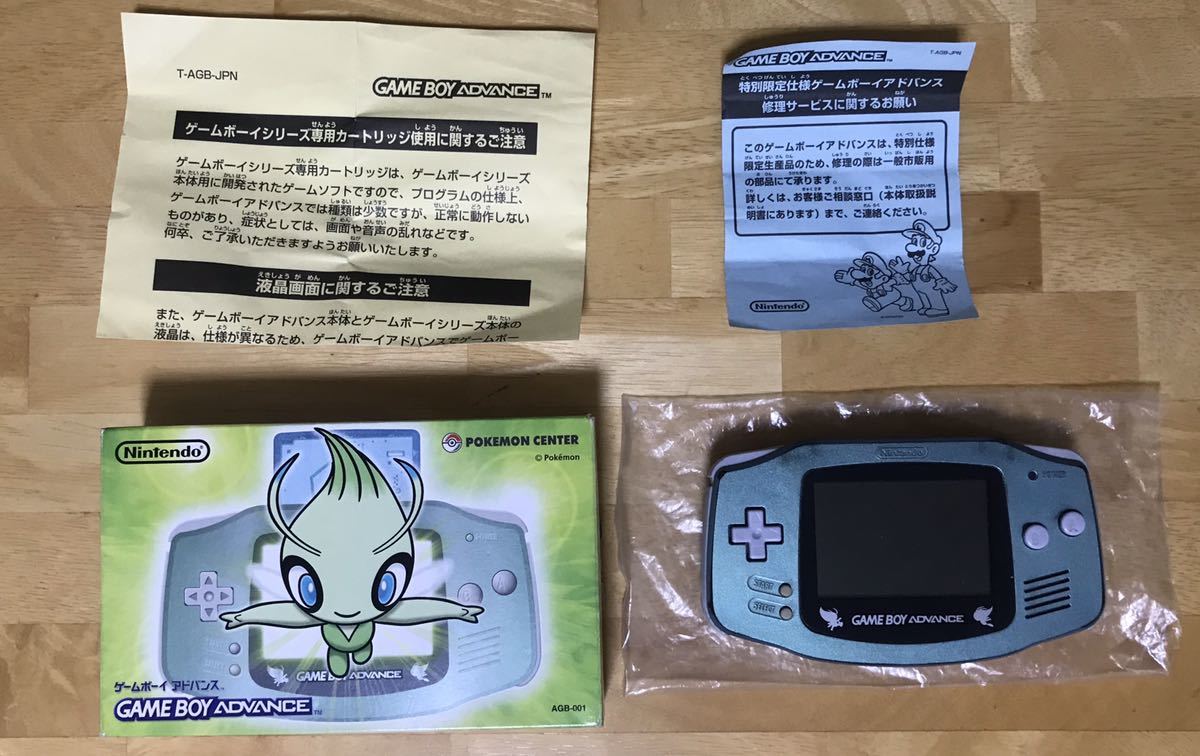 T-AGB-JPN
GAME BOY ADVANCE™
ゲームボーイシリーズ専用カートリッジ使用に関するご注意
ゲームボーイシリーズ専用カートリッジは、ゲームボーイシリーズ
本体用に開発されたゲームソフトですので、プログラムの仕様上、
ゲームボーイアドバンスでは種類は少数ですが、正常に動作しない
ものがあり、症状としては、画面や音声の乱れなどです。
何卒、ご了承いただきますようお願いいたします。
液晶画面に関するご注意
また、ゲームボーイアドバンス本体とゲームボーイシリーズ本体の
液晶は、仕様が異なるため、ゲームボーイアドバンスでゲームボー
T-AGB-JPN
GAME BOY ADVANCE™
特別限定仕様ゲームボーイアドバンス
修理サービスに関するお願い
このゲームボーイアドバンスは、特別仕様
限定生産品のため、修理の際は一般市販用
の部品にて承ります。
詳しくは、お客様ご相談窓口（本体取扱説
明書にあります）まで、ご連絡ください。
Nintendo
Nintendo
POKEMON CENTER
© Pokémon
POWER
B
A
START
SELECT
GAME BOY ADVANCE
ゲームボーイ アドバンス™
GAME BOY ADVANCE™
AGB-001
Nintendo
POWER
START
SELECT
GAME BOY ADVANCE